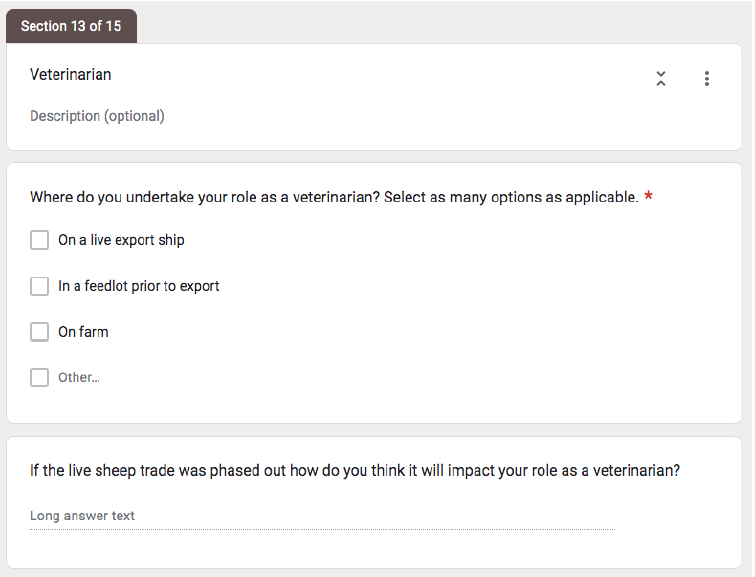 Section 13 of 15
Veterinarian
Description (optional)
Where do you undertake your role as a veterinarian? Select as many options as applicable. *
On a live export ship
In a feedlot prior to export
On farm
Other...
If the live sheep trade was phased out how do you think it will impact your role as a veterinarian?
Long answer text